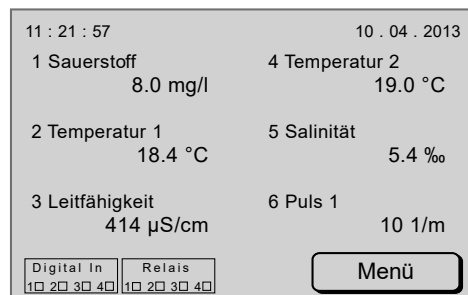 11 : 21 : 57 10 . 04 . 2013
1 Sauerstoff 4 Temperatur 2
8.0 mg/l 19.0 °C
2 Temperatur 1 5 Salinität
18.4 °C 5.4 ‰
3 Leitfähigkeit 6 Puls 1
414 µS/cm 10 1/m
Digital In Relais Menü
1☐ 2☐ 3☐ 4☐ 1☐ 2☐ 3☐ 4☐